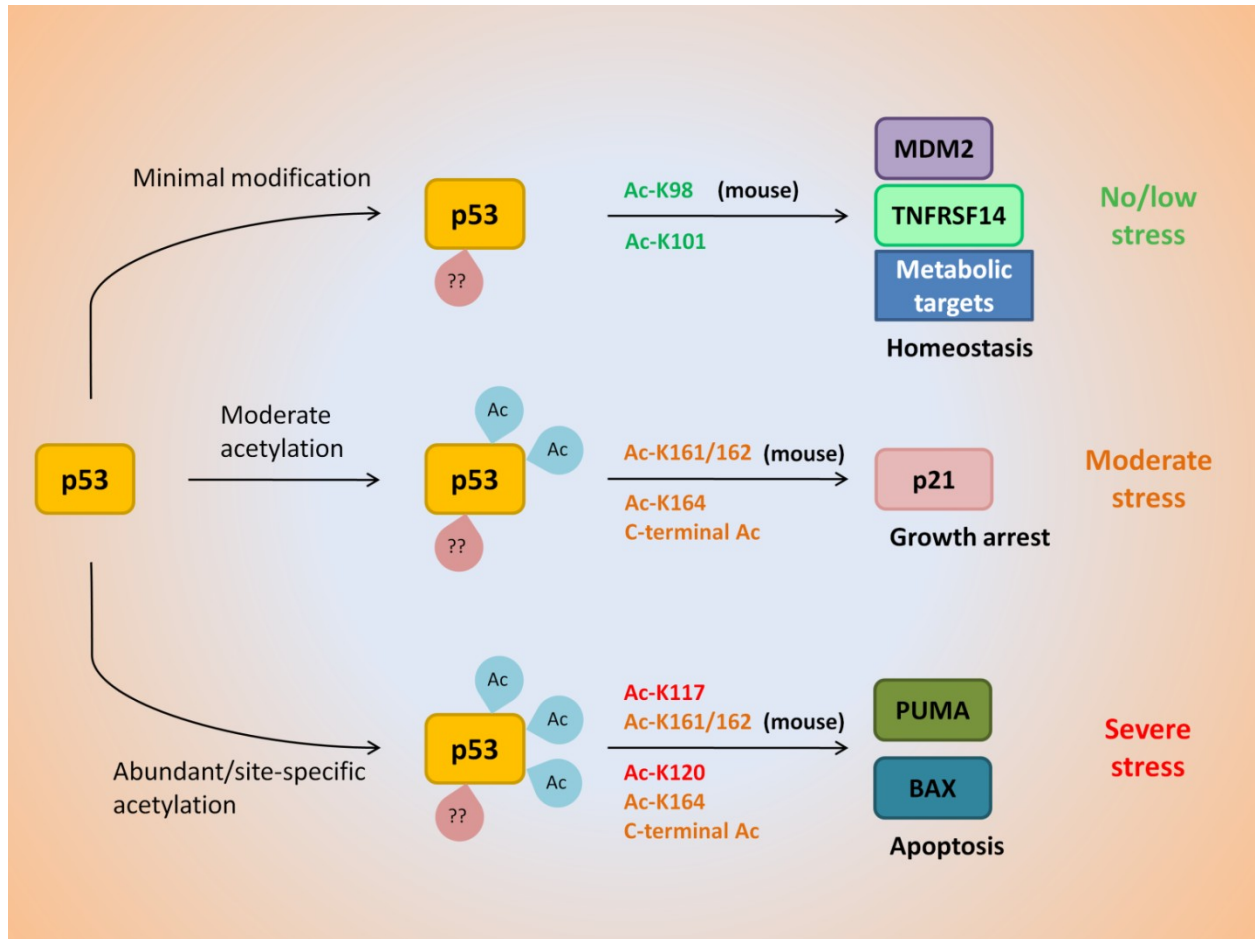 Minimal modification
p53
??
Ac-K98 (mouse)
Ac-K101
MDM2
TNFRSF14
Metabolic
targets
Homeostasis
No/low
stress
p53
Moderate
acetylation
Ac
Ac
p53
??
Ac-K161/162 (mouse)
Ac-K164
C-terminal Ac
p21
Growth arrest
Moderate
stress
Abundant/site-specific
acetylation
Ac
Ac
Ac
p53
??
Ac-K117
Ac-K161/162 (mouse)
Ac-K120
Ac-K164
C-terminal Ac
PUMA
BAX
Apoptosis
Severe
stress